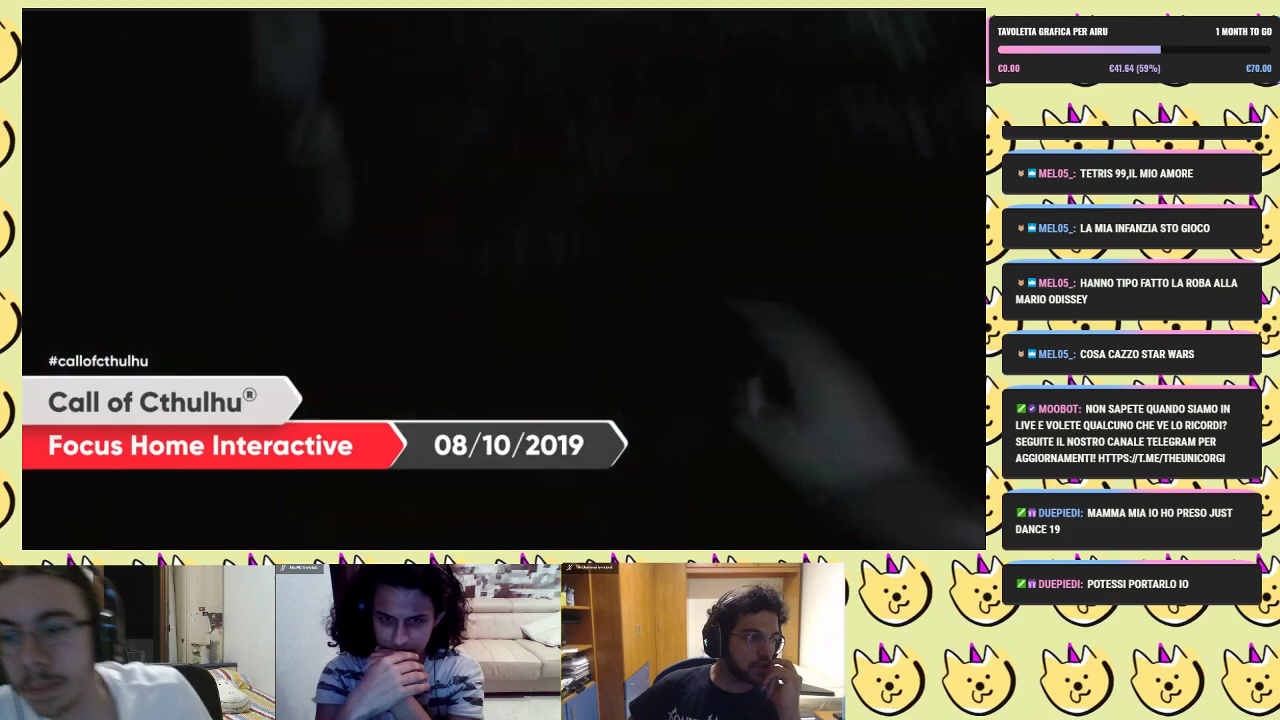 #callofcthulhu
Call of Cthulhu®
Focus Home Interactive 08/10/2019
TAVOLETTA GRAFICA PER AIRU 1 MONTH TO GO
€0.00 €41.64 (59%) €70.00
MEL05_: TETRIS 99,IL MIO AMORE
MEL05_: LA MIA INFANZIA STO GIOCO
MEL05_: HANNO TIPO FATTO LA ROBA ALLA
MARIO ODISSEY
MEL05_: COSA CAZZO STAR WARS
MOOBOT: NON SAPETE QUANDO SIAMO IN
LIVE E VOLETE QUALCUNO CHE VE LO RICORDI?
SEGUITE IL NOSTRO CANALE TELEGRAM PER
AGGIORNAMENTI! HTTPS://T.ME/THEUNICORGI
DUEPIEDI: MAMMA MIA IO HO PRESO JUST
DANCE 19
DUEPIEDI: POTESSI PORTARLO IO